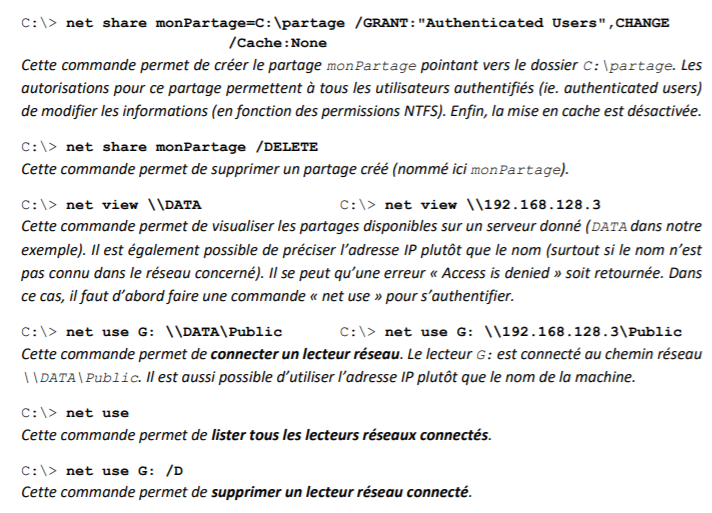 C:\> net share monPartage=C:\partage /GRANT:"Authenticated Users",CHANGE
/Cache:None
Cette commande permet de créer le partage monPartage pointant vers le dossier C:\partage. Les
autorisations pour ce partage permettent à tous les utilisateurs authentifiés (ie. authenticated users)
de modifier les informations (en fonction des permissions NTFS). Enfin, la mise en cache est désactivée.
C:\> net share monPartage /DELETE
Cette commande permet de supprimer un partage créé (nommé ici monPartage).
C:\> net view \\DATA C:\> net view \\192.168.128.3
Cette commande permet de visualiser les partages disponibles sur un serveur donné (DATA dans notre
exemple). Il est également possible de préciser l'adresse IP plutôt que le nom (surtout si le nom n'est
pas connu dans le réseau concerné). Il se peut qu'une erreur « Access is denied » soit retournée. Dans
ce cas, il faut d'abord faire une commande « net use » pour s'authentifier.
C:\> net use G: \\DATA\Public C:\> net use G: \\192.168.128.3\Public
Cette commande permet de connecter un lecteur réseau. Le lecteur G: est connecté au chemin réseau
\\DATA\Public. Il est aussi possible d'utiliser l'adresse IP plutôt que le nom de la machine.
C:\> net use
Cette commande permet de lister tous les lecteurs réseaux connectés.
C:\> net use G: /D
Cette commande permet de supprimer un lecteur réseau connecté.